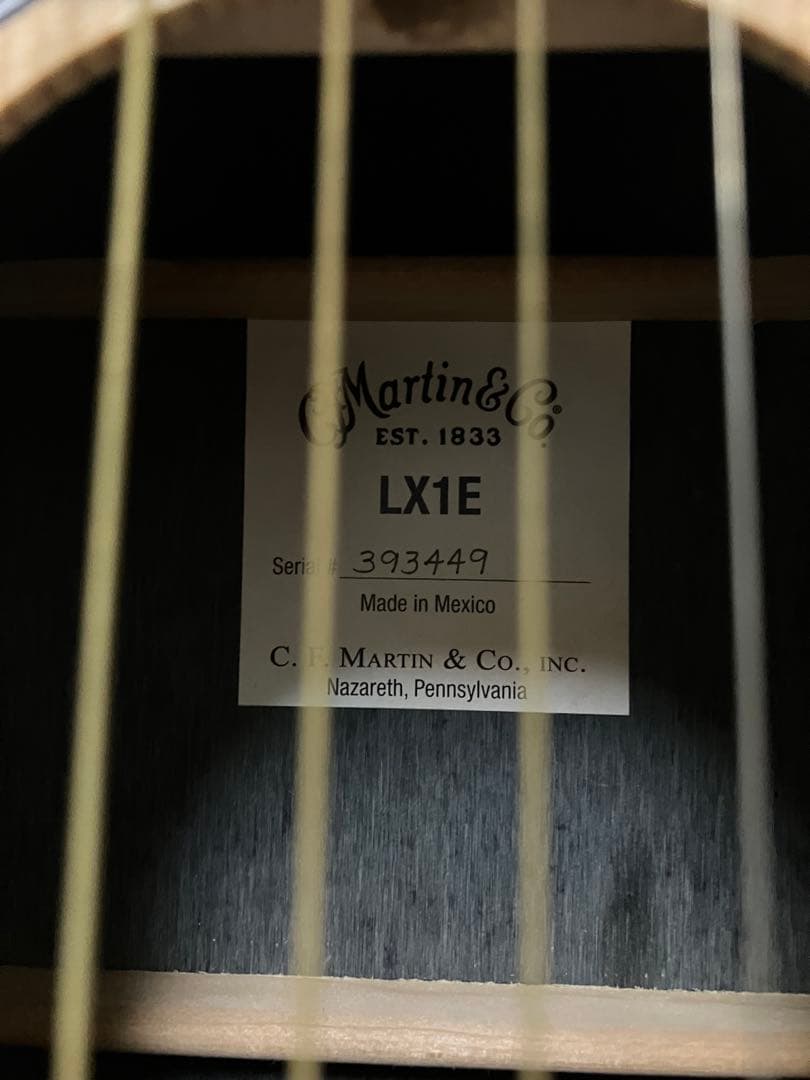 C.F. Martin & Co.®
EST. 1833
LX1E
Serial # 393449
Made in Mexico
C. F. MARTIN & CO., INC.
Nazareth, Pennsylvania